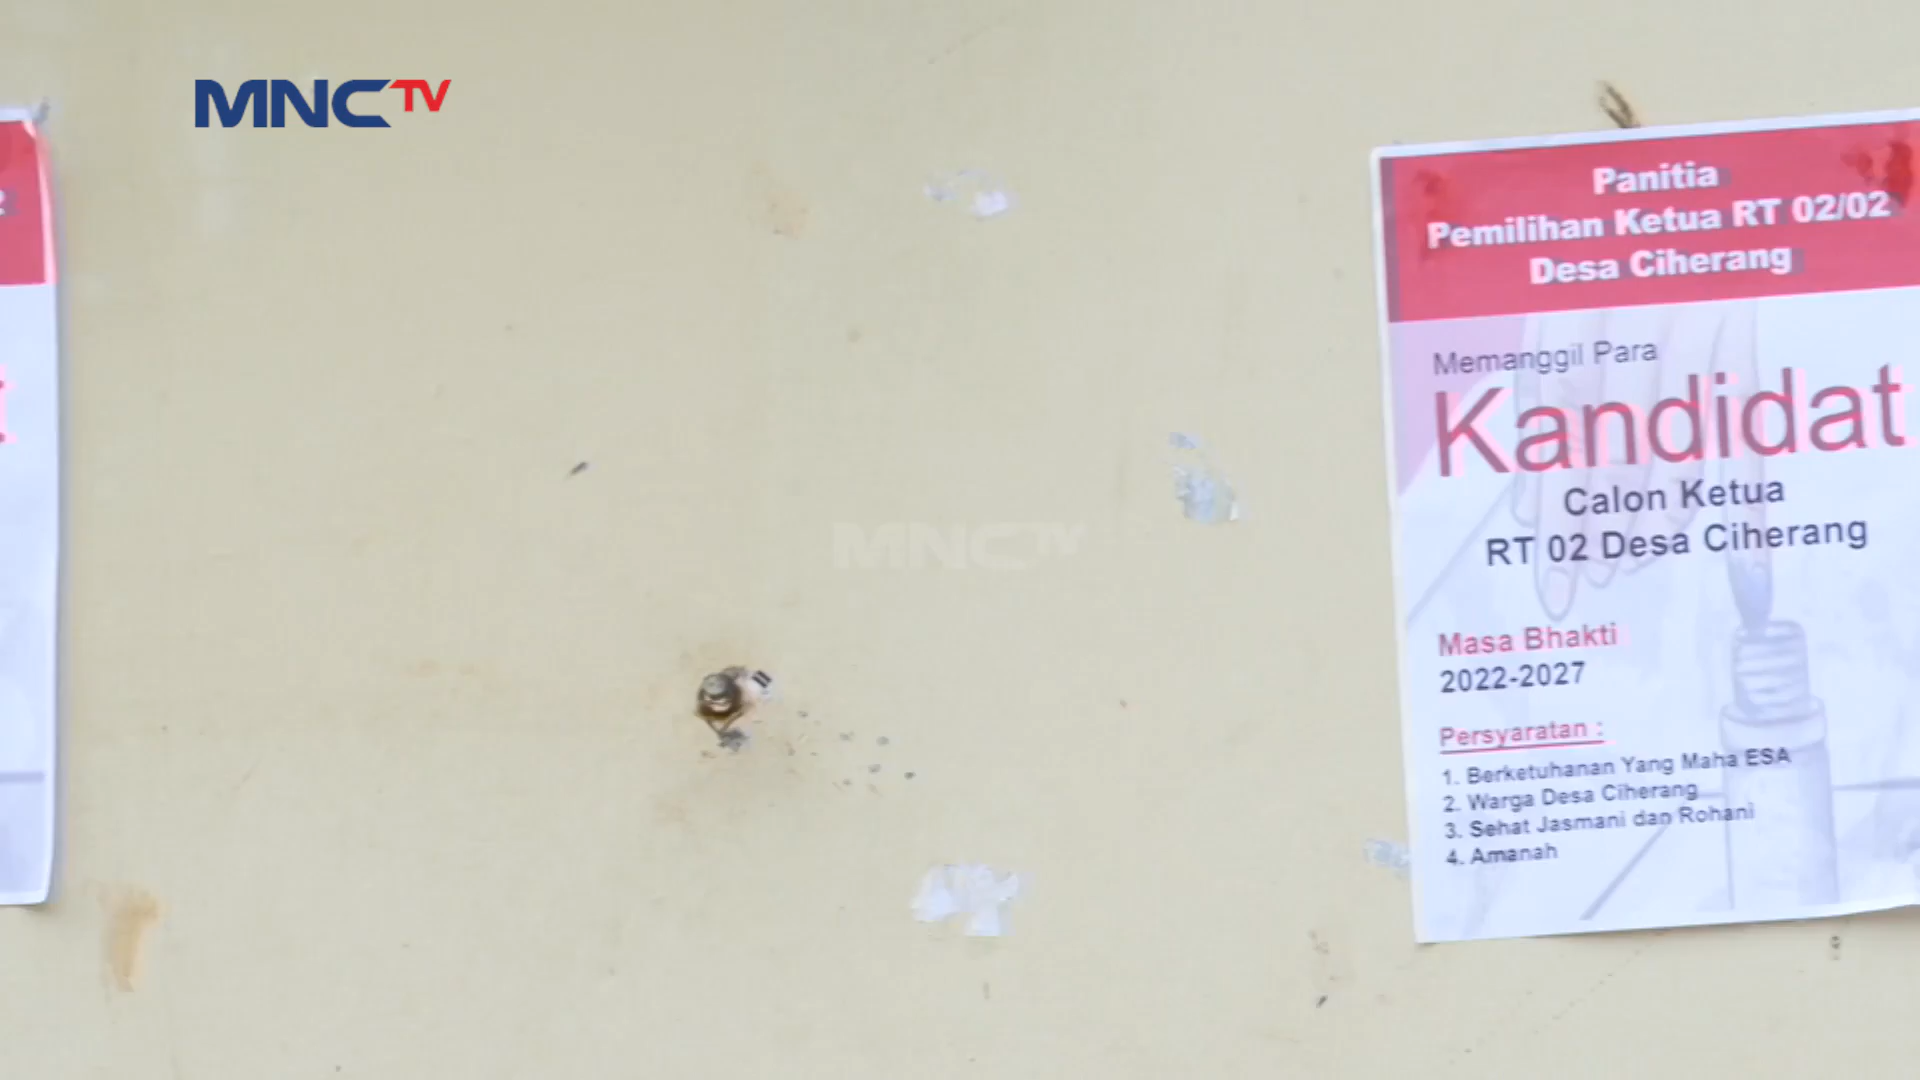 MNCTV
Panitia
Pemilihan Ketua RT 02/02
Desa Ciherang
Memanggil Para
Kandidat
Calon Ketua
RT 02 Desa Ciherang
MNCTV
Masa Bhakti
2022-2027
Persyaratan :
1. Berketuhanan Yang Maha ESA
2. Warga Desa Ciherang
3. Sehat Jasmani dan Rohani
4. Amanah